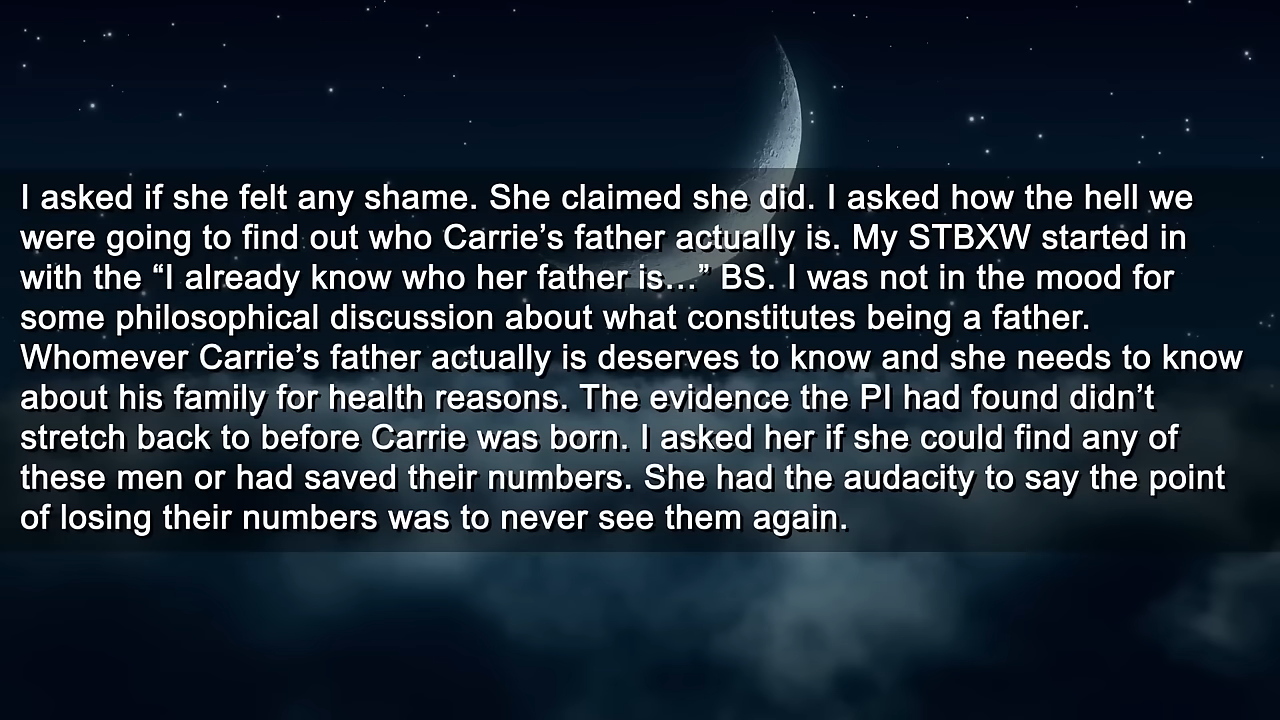 I asked if she felt any shame. She claimed she did. I asked how the hell we
were going to find out who Carrie’s father actually is. My STBXW started in
with the “I already know who her father is…” BS. I was not in the mood for
some philosophical discussion about what constitutes being a father.
Whomever Carrie’s father actually is deserves to know and she needs to know
about his family for health reasons. The evidence the PI had found didn’t
stretch back to before Carrie was born. I asked her if she could find any of
these men or had saved their numbers. She had the audacity to say the point
of losing their numbers was to never see them again.